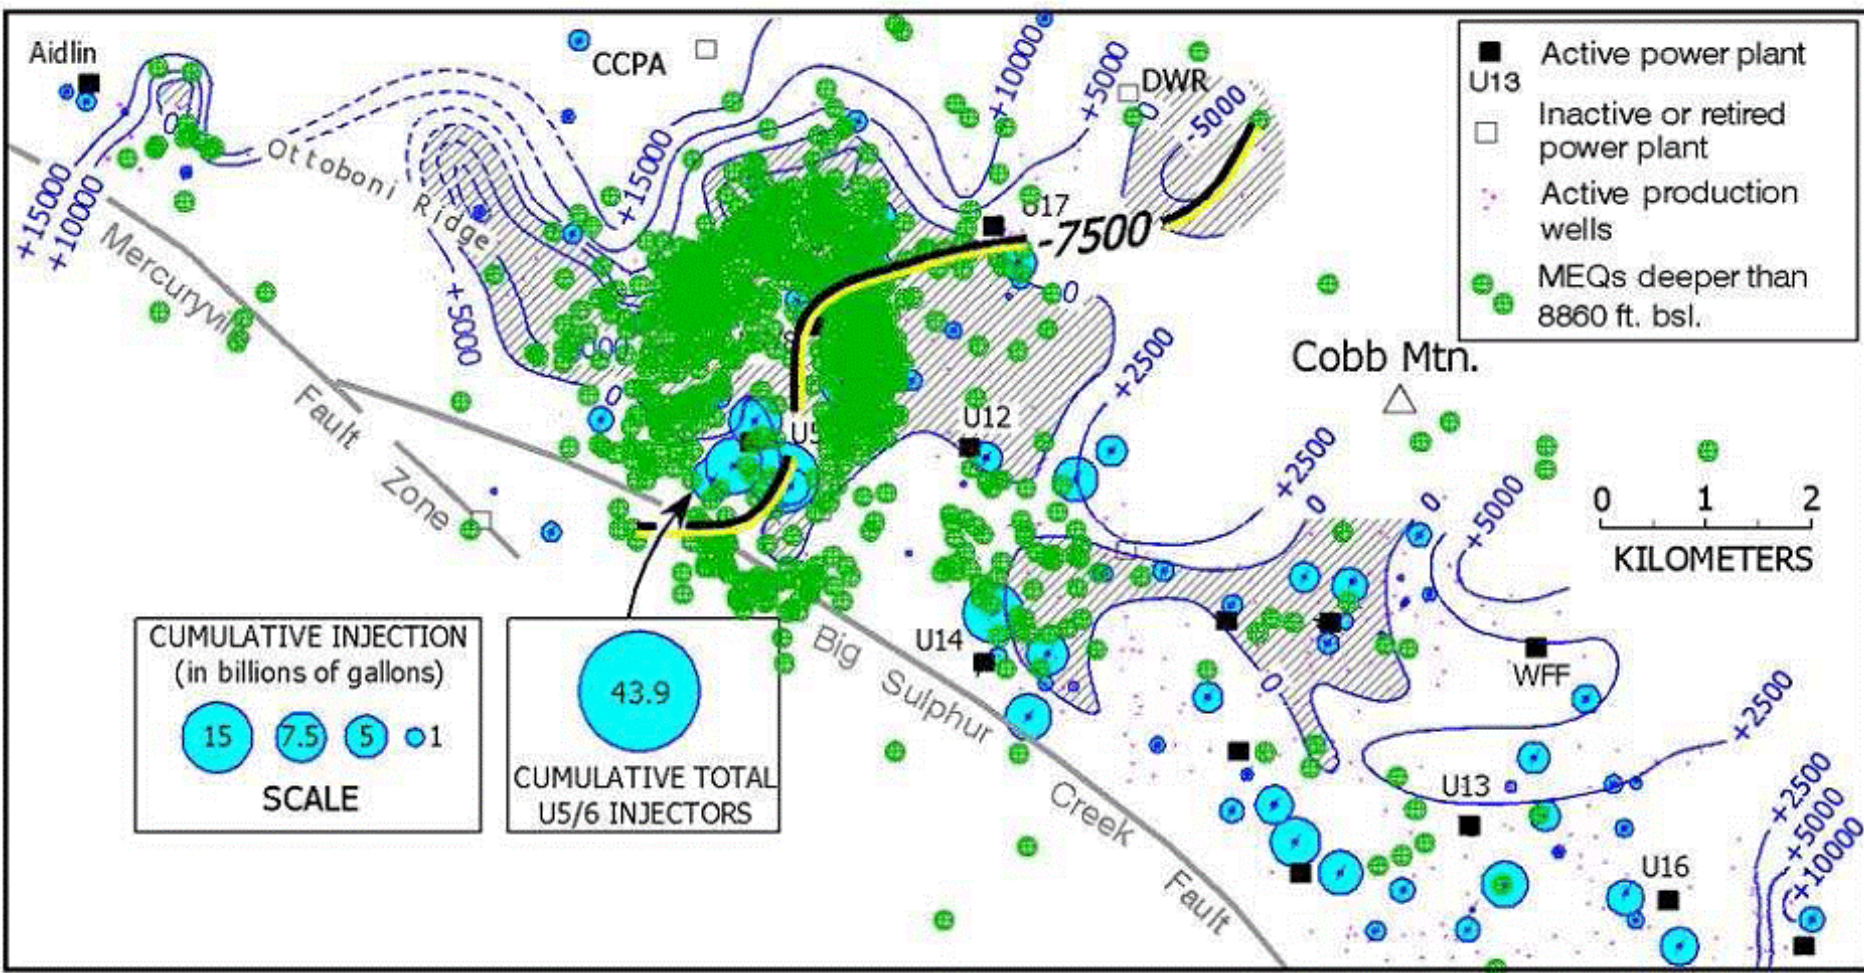 Aidlin
CCPA
DWR
+10000
+5000
0
-5000
+15000
+10000
0
Ottoboni Ridge
+15000
U17
-7500
Mercuryville
Fault
Zone
+5000
0
0
+2500
U5
U12
Cobb Mtn.
+2500
0
0
+5000
Active power plant
U13
Inactive or retired
power plant
Active production
wells
MEQs deeper than
8860 ft. bsl.
0 1 2
KILOMETERS
CUMULATIVE INJECTION
(in billions of gallons)
15 7.5 5 1
SCALE
43.9
CUMULATIVE TOTAL
U5/6 INJECTORS
U14
Big Sulphur Creek Fault
0
WFF
+2500
U13
U16
+2500
+5000
+10000